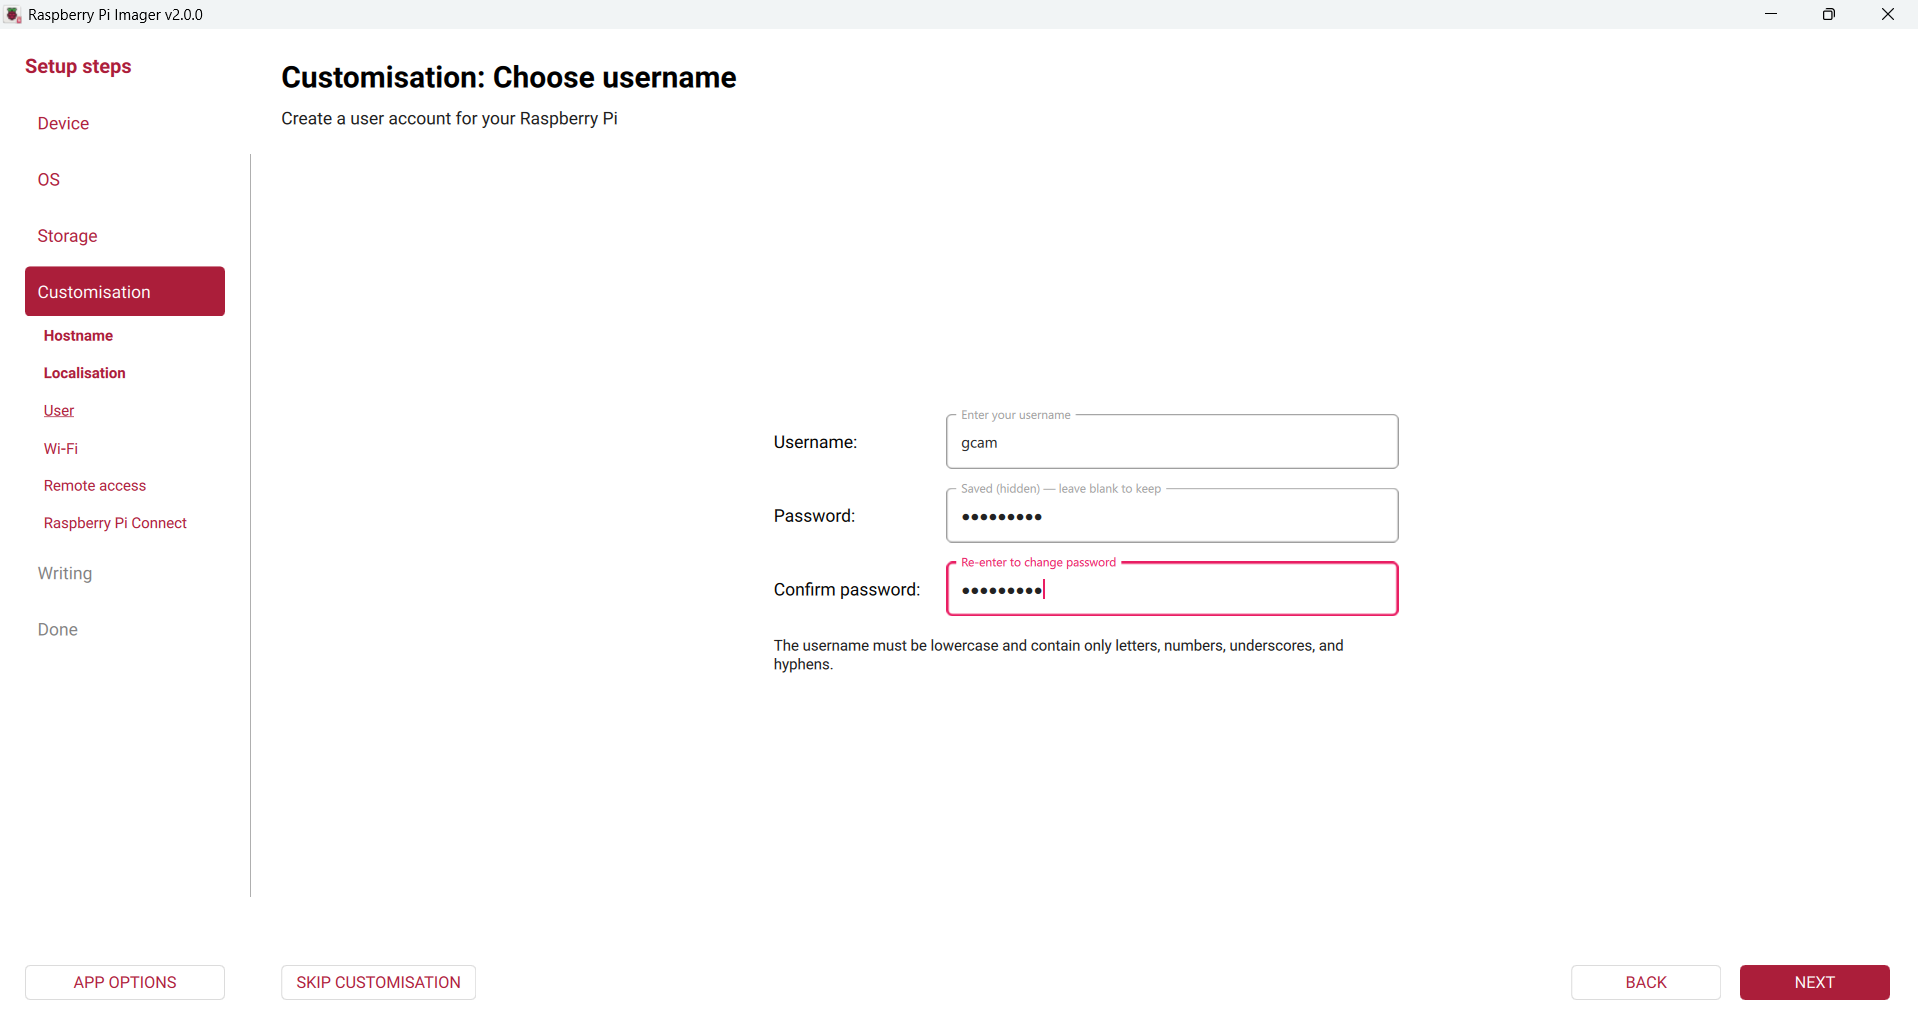 Raspberry Pi Imager v2.0.0
Setup steps
Device
OS
Storage
Customisation
Hostname
Localisation
User
Wi-Fi
Remote access
Raspberry Pi Connect
Writing
Done
Customisation: Choose username
Create a user account for your Raspberry Pi
Enter your username
Username:
gcam
Saved (hidden) — leave blank to keep
Password:
•••••••••
Re-enter to change password
Confirm password:
•••••••••
The username must be lowercase and contain only letters, numbers, underscores, and
hyphens.
APP OPTIONS
SKIP CUSTOMISATION
BACK
NEXT